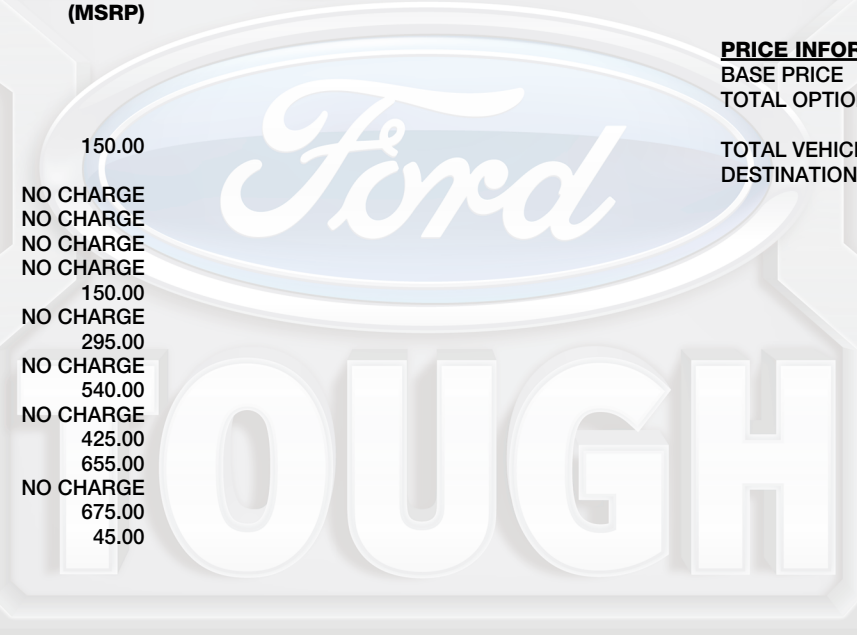 (MSRP)
150.00
NO CHARGE
NO CHARGE
NO CHARGE
NO CHARGE
150.00
NO CHARGE
295.00
NO CHARGE
540.00
NO CHARGE
425.00
655.00
NO CHARGE
675.00
45.00
PRICE INFOR
BASE PRICE
TOTAL OPTIO
TOTAL VEHICL
DESTINATION
Ford
TOUGH